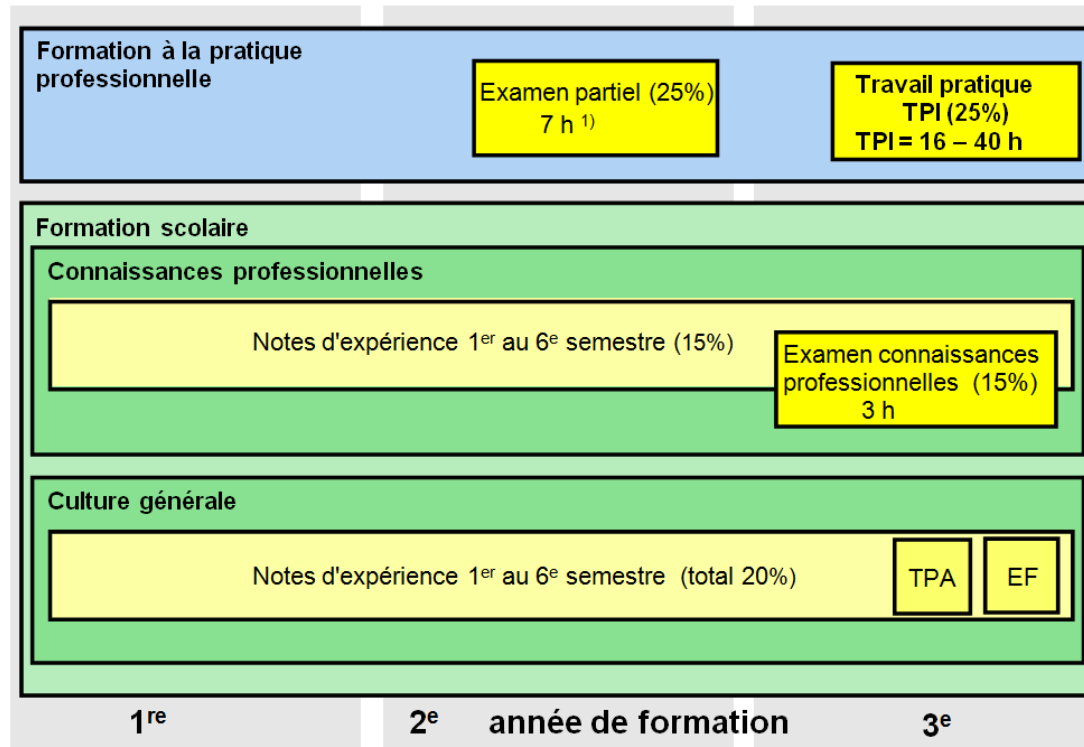 Formation à la pratique
professionnelle
Examen partiel (25%)
7 h ¹⁾
Travail pratique
TPI (25%)
TPI = 16 – 40 h
Formation scolaire
Connaissances professionnelles
Notes d'expérience 1er au 6e semestre (15%)
Examen connaissances
professionnelles (15%)
3 h
Culture générale
Notes d'expérience 1er au 6e semestre (total 20%)
TPA
EF
1re 2e année de formation 3e